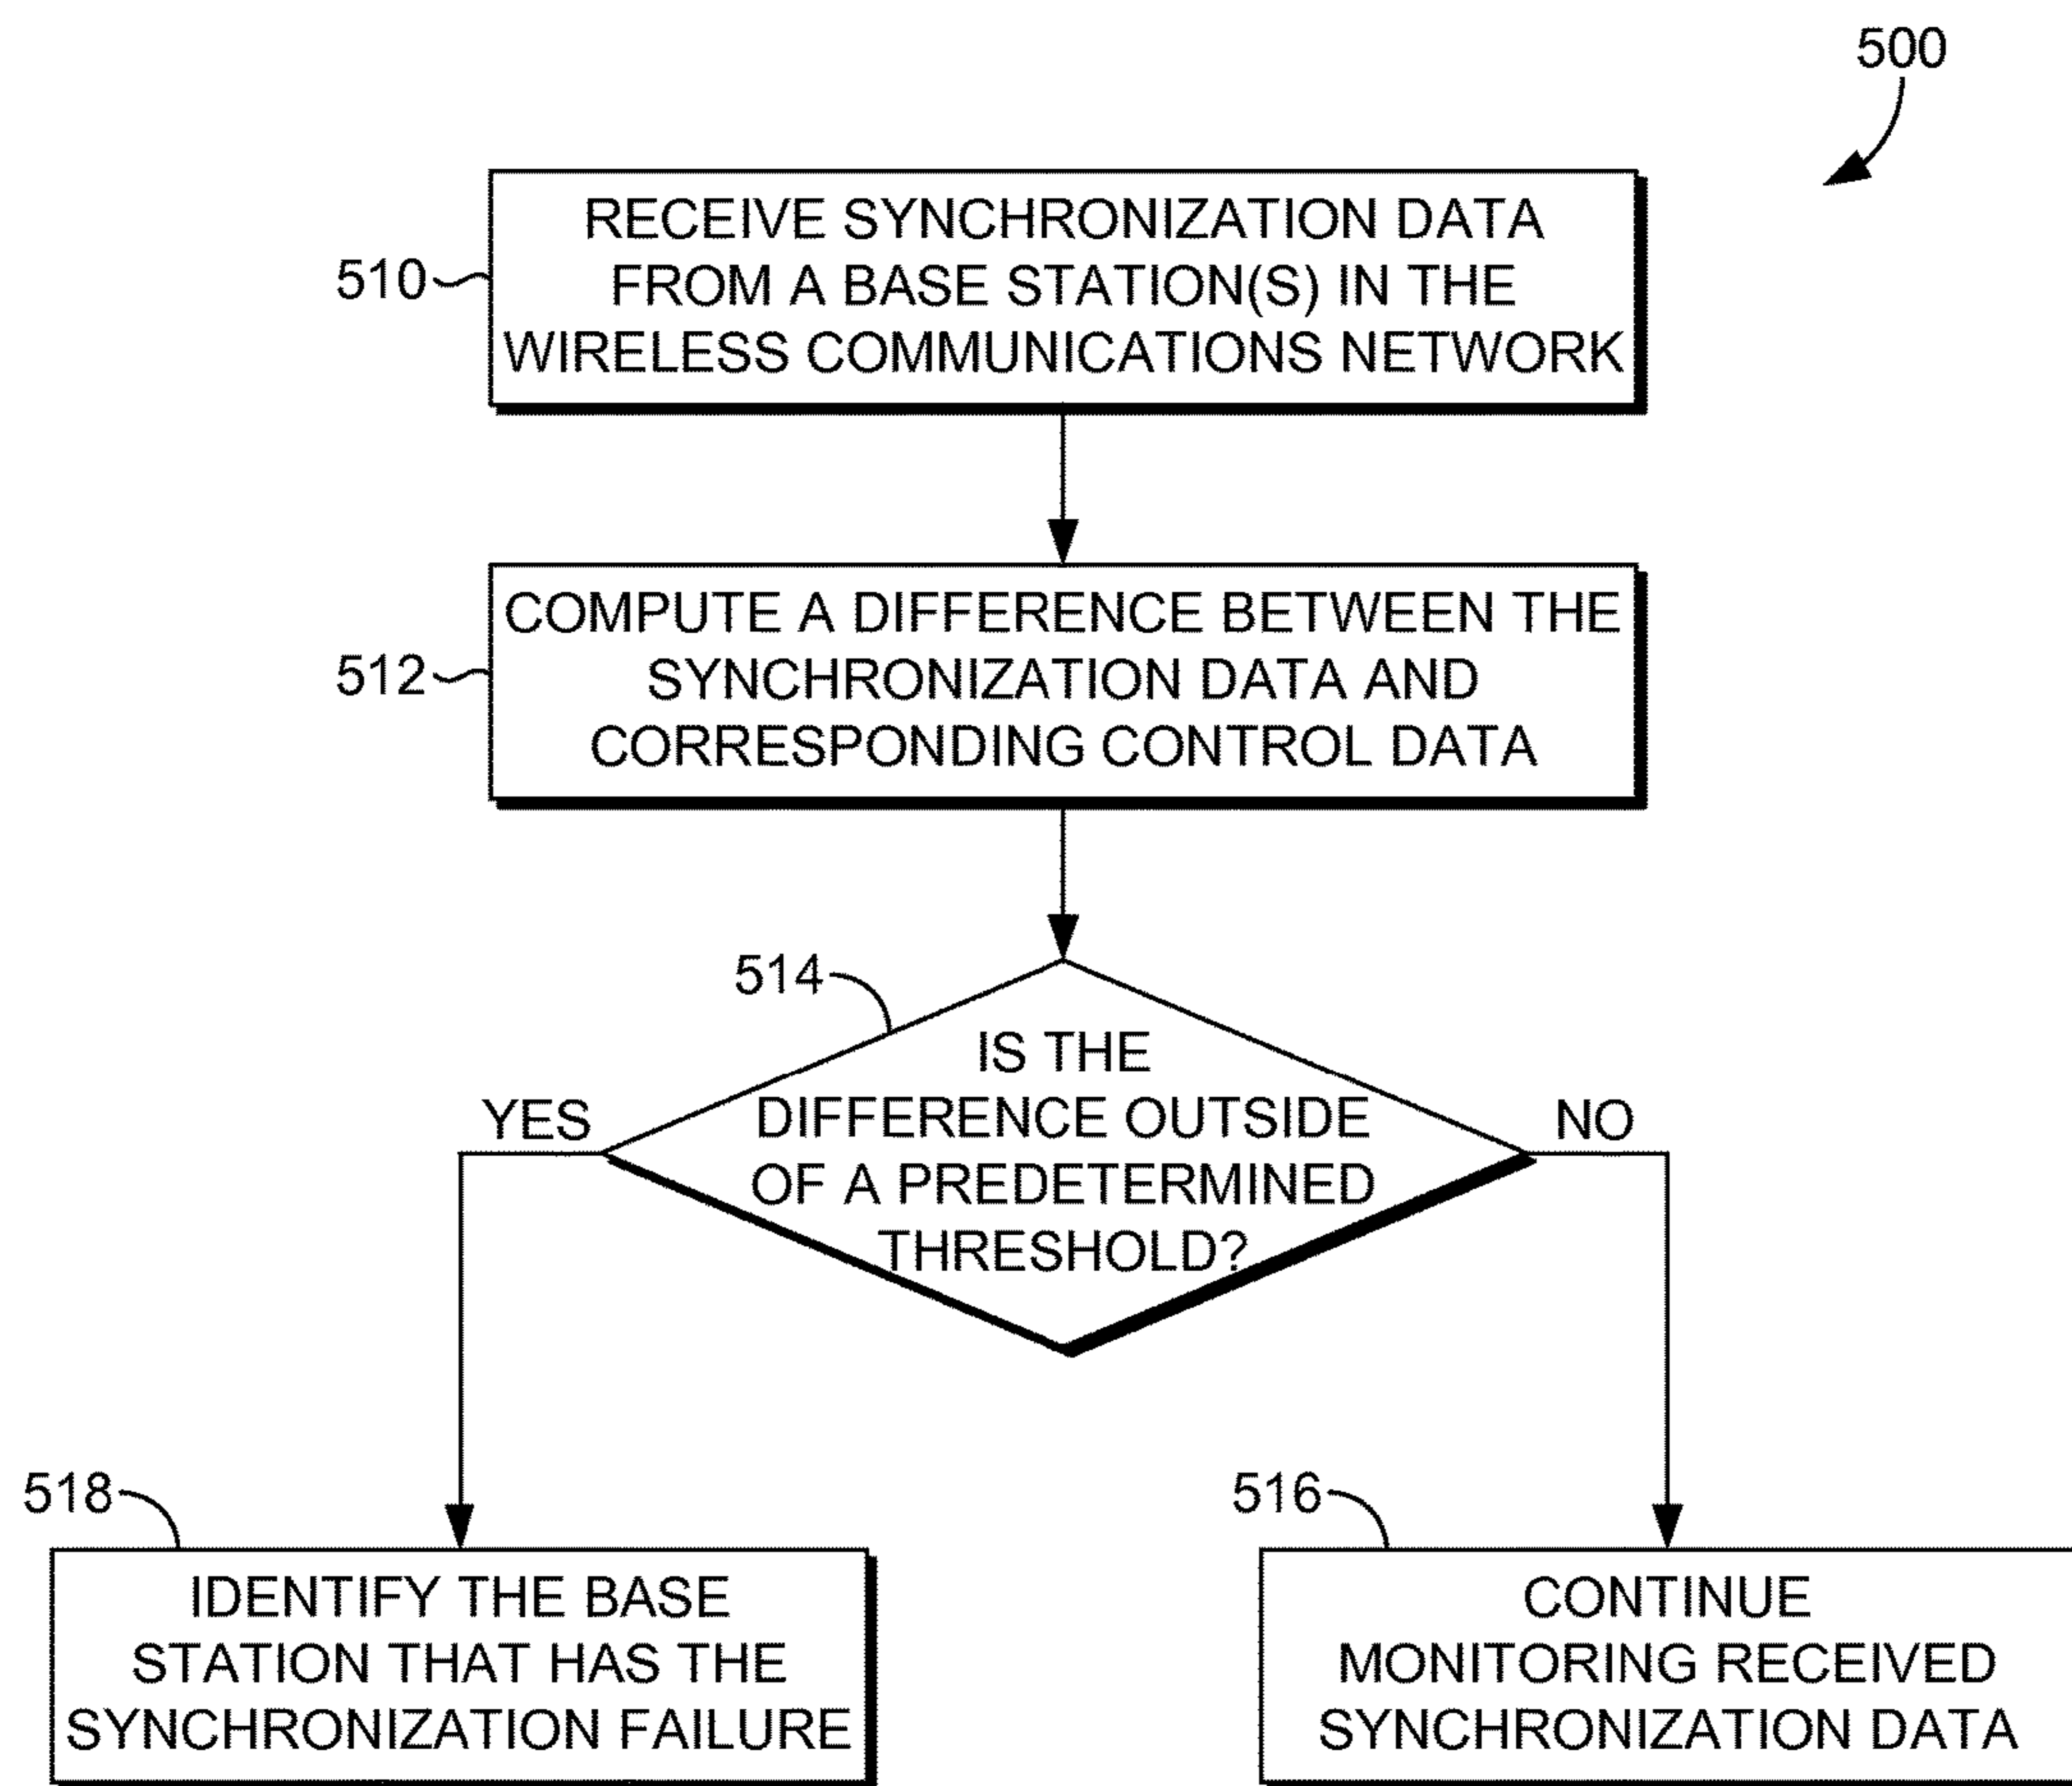 500
RECEIVE SYNCHRONIZATION DATA
FROM A BASE STATION(S) IN THE
WIRELESS COMMUNICATIONS NETWORK
510
COMPUTE A DIFFERENCE BETWEEN THE
SYNCHRONIZATION DATA AND
CORRESPONDING CONTROL DATA
512
514
IS THE
DIFFERENCE OUTSIDE
OF A PREDETERMINED
THRESHOLD?
YES
NO
518
IDENTIFY THE BASE
STATION THAT HAS THE
SYNCHRONIZATION FAILURE
516
CONTINUE
MONITORING RECEIVED
SYNCHRONIZATION DATA